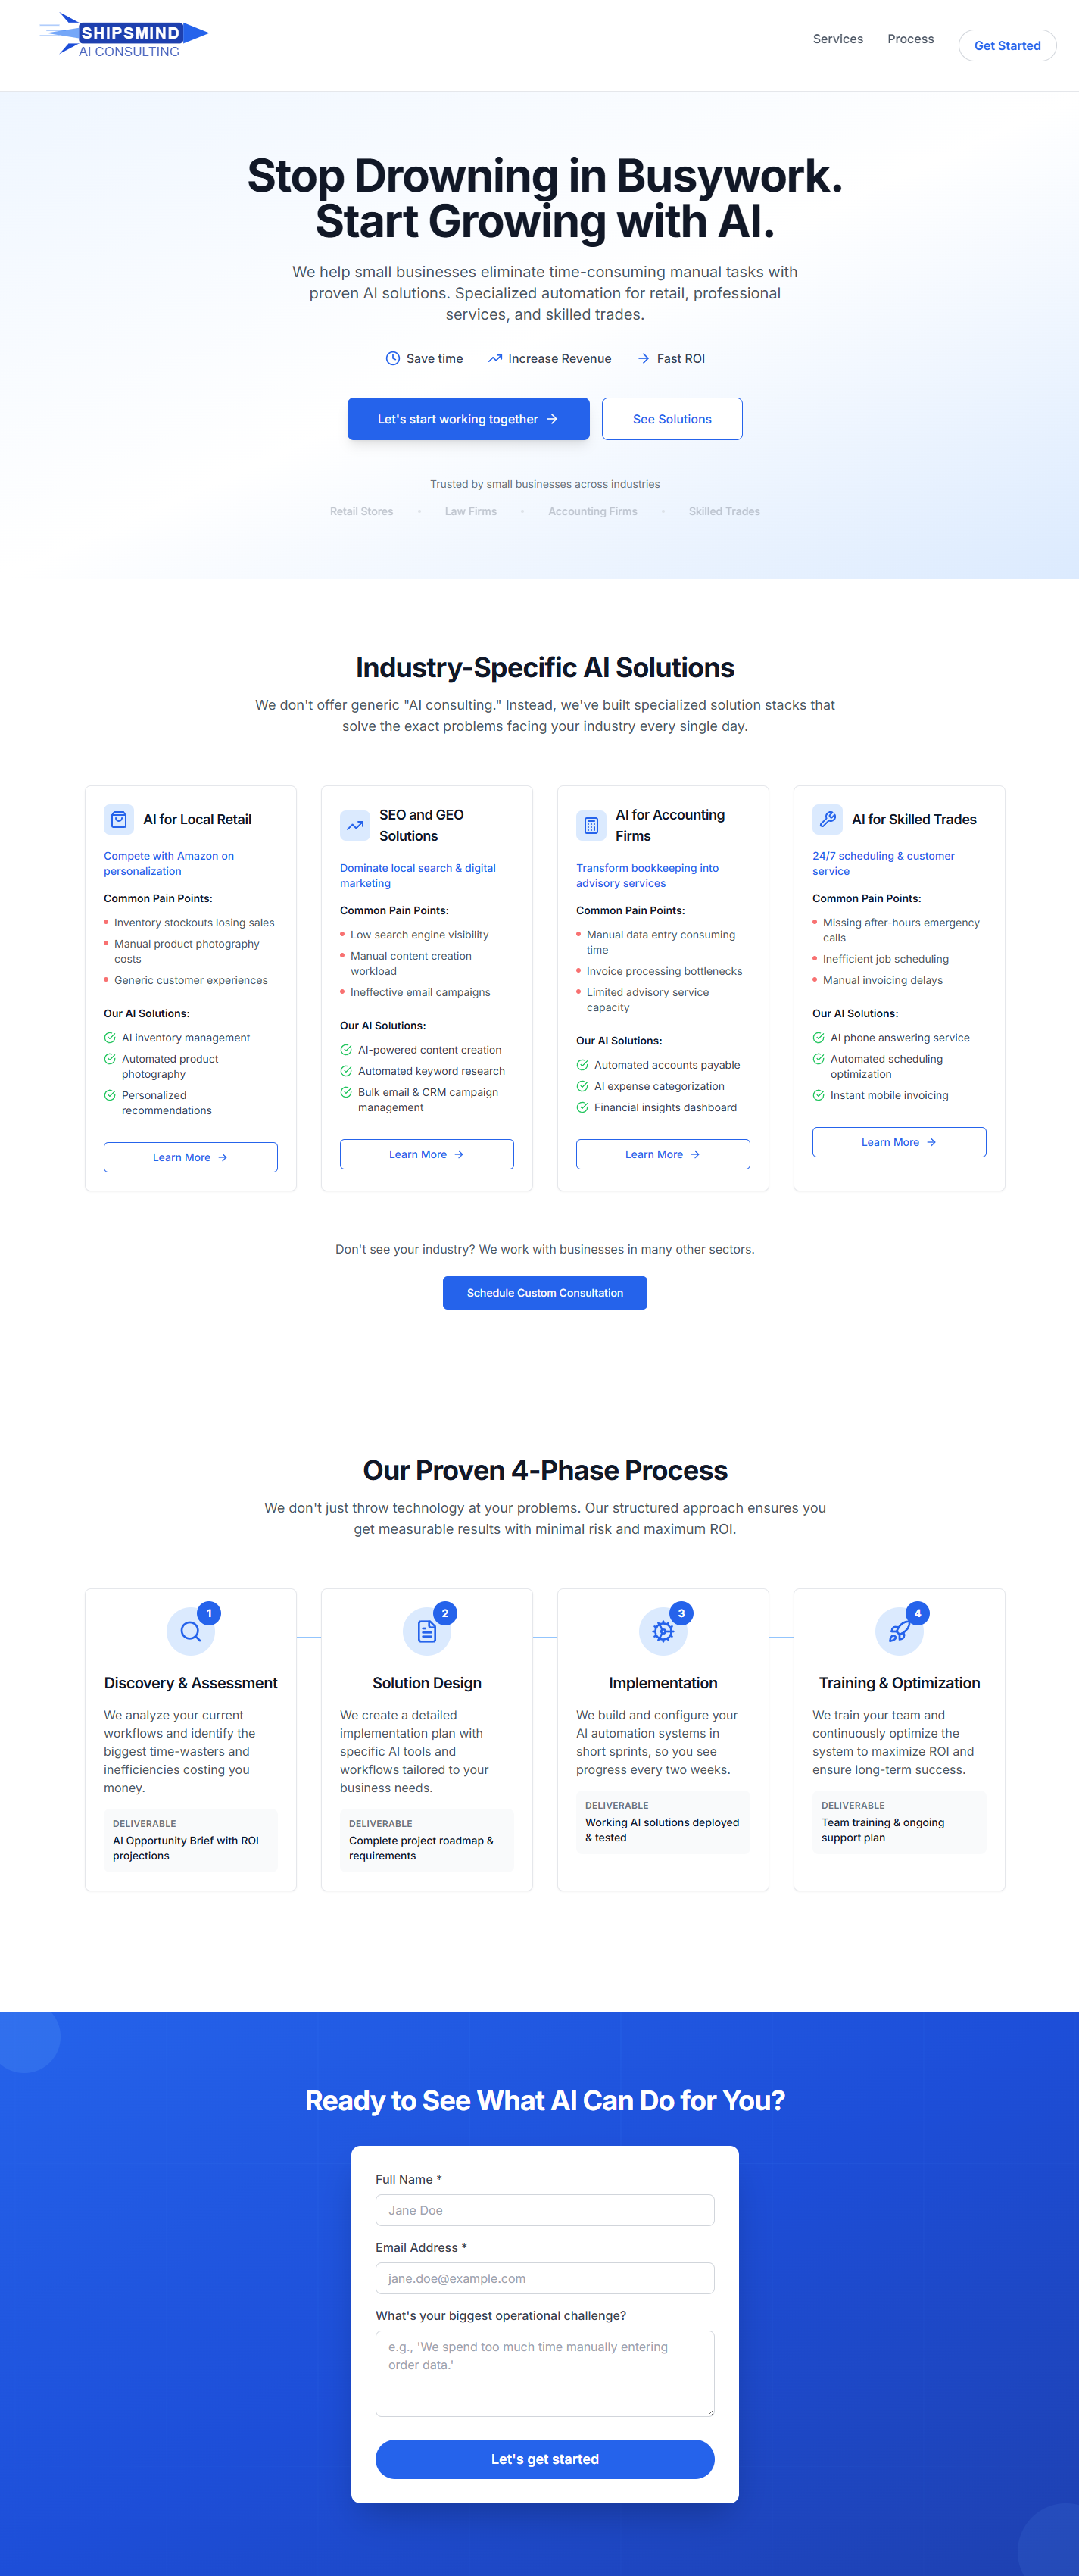 SHIPSMIND
AI CONSULTING
Services
Process
Get Started
Stop Drowning in Busywork.
Start Growing with AI.
We help small businesses eliminate time-consuming manual tasks with
proven AI solutions. Specialized automation for retail, professional
services, and skilled trades.
Save time
Increase Revenue
Fast ROI
Let's start working together
See Solutions
Trusted by small businesses across industries
Retail Stores • Law Firms • Accounting Firms • Skilled Trades
Industry-Specific AI Solutions
We don't offer generic "AI consulting." Instead, we've built specialized solution stacks that
solve the exact problems facing your industry every single day.
AI for Local Retail
Compete with Amazon on
personalization
Common Pain Points:
Inventory stockouts losing sales
Manual product photography
costs
Generic customer experiences
Our AI Solutions:
AI inventory management
Automated product
photography
Personalized
recommendations
Learn More
SEO and GEO
Solutions
Dominate local search & digital
marketing
Common Pain Points:
Low search engine visibility
Manual content creation
workload
Ineffective email campaigns
Our AI Solutions:
AI-powered content creation
Automated keyword research
Bulk email & CRM campaign
management
Learn More
AI for Accounting
Firms
Transform bookkeeping into
advisory services
Common Pain Points:
Manual data entry consuming
time
Invoice processing bottlenecks
Limited advisory service
capacity
Our AI Solutions:
Automated accounts payable
AI expense categorization
Financial insights dashboard
Learn More
AI for Skilled Trades
24/7 scheduling & customer
service
Common Pain Points:
Missing after-hours emergency
calls
Inefficient job scheduling
Manual invoicing delays
Our AI Solutions:
AI phone answering service
Automated scheduling
optimization
Instant mobile invoicing
Learn More
Don't see your industry? We work with businesses in many other sectors.
Schedule Custom Consultation
Our Proven 4-Phase Process
We don't just throw technology at your problems. Our structured approach ensures you
get measurable results with minimal risk and maximum ROI.
1
Discovery & Assessment
We analyze your current
workflows and identify the
biggest time-wasters and
inefficiencies costing you
money.
DELIVERABLE
AI Opportunity Brief with ROI
projections
2
Solution Design
We create a detailed
implementation plan with
specific AI tools and
workflows tailored to your
business needs.
DELIVERABLE
Complete project roadmap &
requirements
3
Implementation
We build and configure your
AI automation systems in
short sprints, so you see
progress every two weeks.
DELIVERABLE
Working AI solutions deployed
& tested
4
Training & Optimization
We train your team and
continuously optimize the
system to maximize ROI and
ensure long-term success.
DELIVERABLE
Team training & ongoing
support plan
Ready to See What AI Can Do for You?
Full Name *
Jane Doe
Email Address *
jane.doe@example.com
What's your biggest operational challenge?
e.g., 'We spend too much time manually entering
order data.'
Let's get started